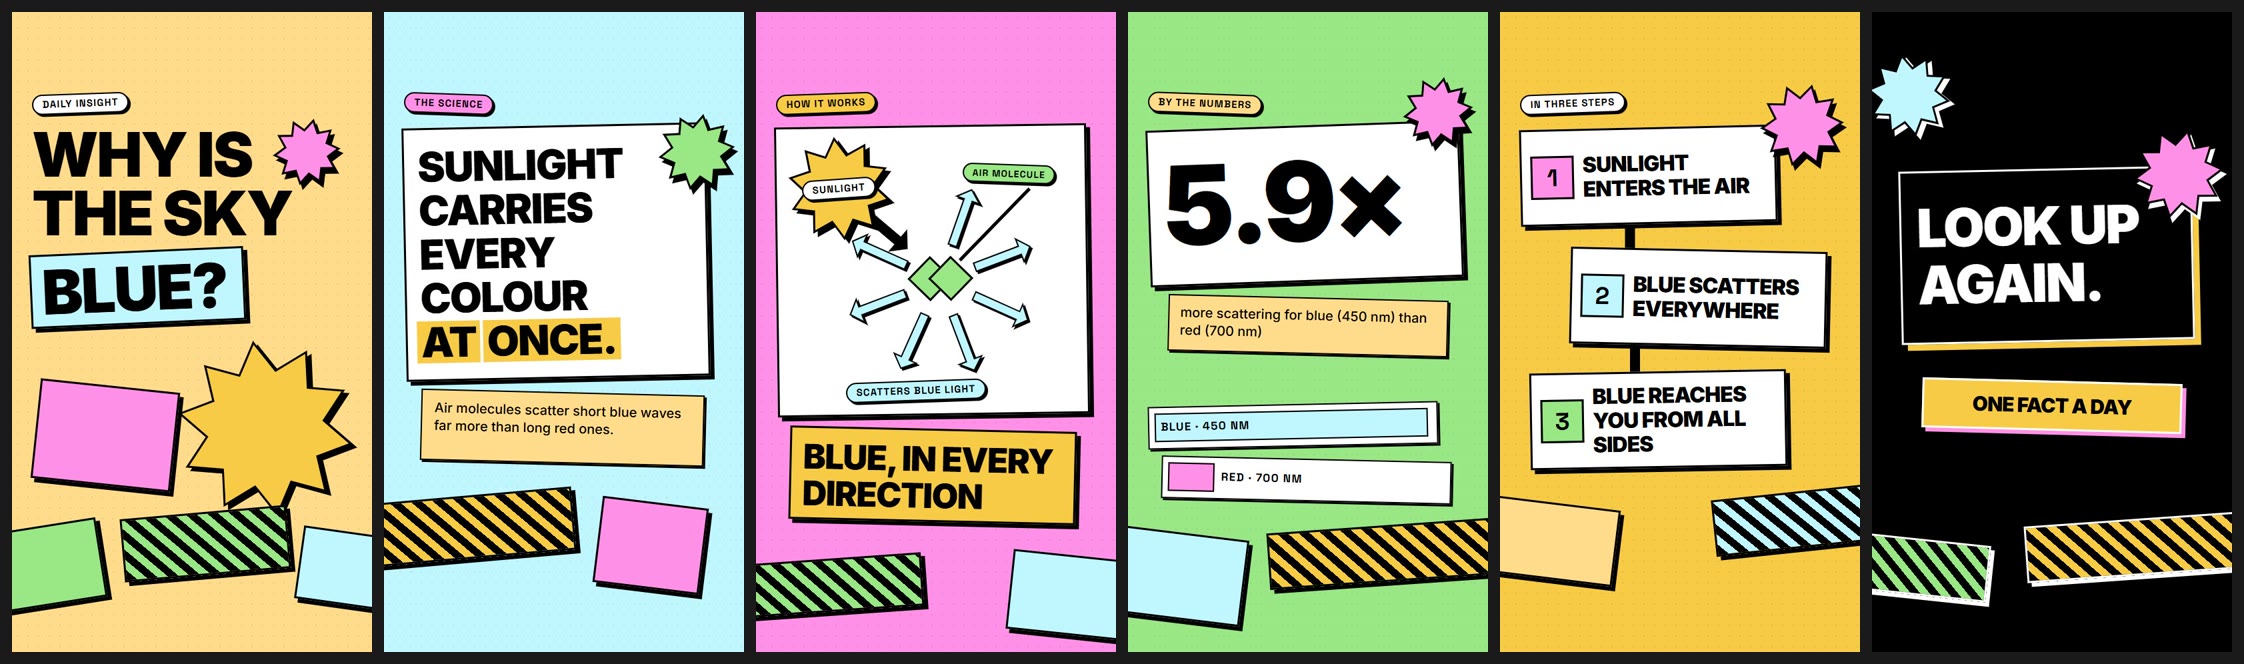 DAILY INSIGHT
WHY IS
THE SKY
BLUE?
THE SCIENCE
SUNLIGHT
CARRIES
EVERY
COLOUR
AT ONCE.
Air molecules scatter short blue waves
far more than long red ones.
HOW IT WORKS
SUNLIGHT
AIR MOLECULE
SCATTERS BLUE LIGHT
BLUE, IN EVERY
DIRECTION
BY THE NUMBERS
5.9×
more scattering for blue (450 nm) than
red (700 nm)
BLUE · 450 NM
RED · 700 NM
IN THREE STEPS
1
SUNLIGHT
ENTERS THE AIR
2
BLUE SCATTERS
EVERYWHERE
3
BLUE REACHES
YOU FROM ALL
SIDES
LOOK UP
AGAIN.
ONE FACT A DAY